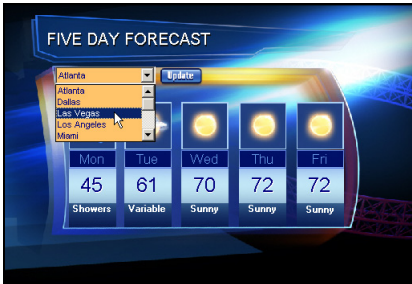 FIVE DAY FORECAST
Atlanta Update
Atlanta
Dallas
Las Vegas
Los Angeles
Miami
Mon Tue Wed Thu Fri
45 61 70 72 72
Showers Variable Sunny Sunny Sunny